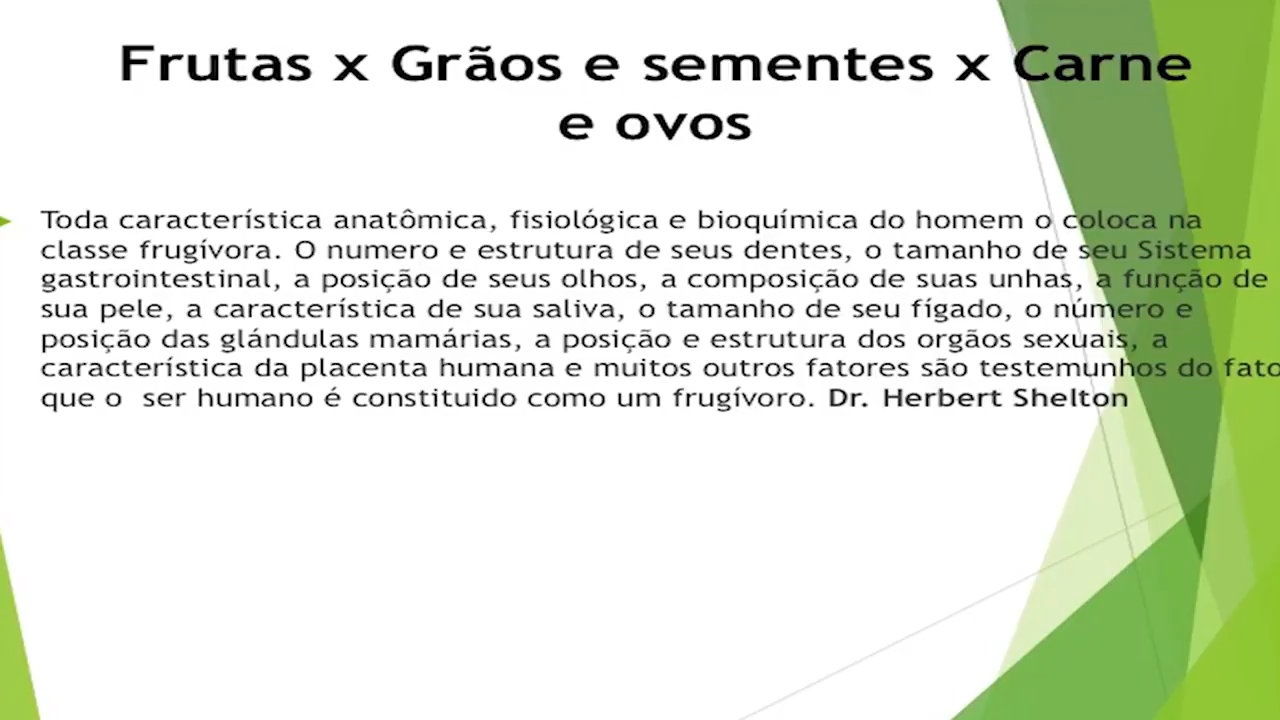 Frutas x Grãos e sementes x Carne
e ovos
Toda característica anatômica, fisiológica e bioquímica do homem o coloca na
classe frugívora. O numero e estrutura de seus dentes, o tamanho de seu Sistema
gastrointestinal, a posição de seus olhos, a composição de suas unhas, a função de
sua pele, a característica de sua saliva, o tamanho de seu fígado, o número e
posição das glándulas mamárias, a posição e estrutura dos orgãos sexuais, a
característica da placenta humana e muitos outros fatores são testemunhos do fato
que o  ser humano é constituido como um frugívoro. Dr. Herbert Shelton